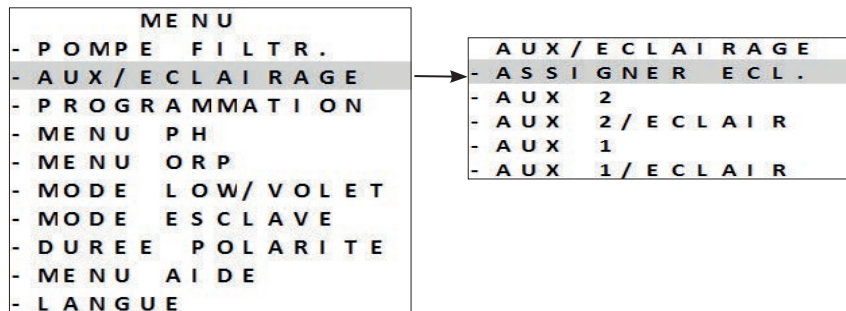 MENU
- POMPE FILTR.
- AUX/ECLAIRAGE
- PROGRAMMATION
- MENU PH
- MENU ORP
- MODE LOW/VOLET
- MODE ESCLAVE
- DUREE POLARITE
- MENU AIDE
- LANGUE
AUX/ECLAIRAGE
- ASSIGNER ECL.
- AUX 2
- AUX 2/ECLAIR
- AUX 1
- AUX 1/ECLAIR